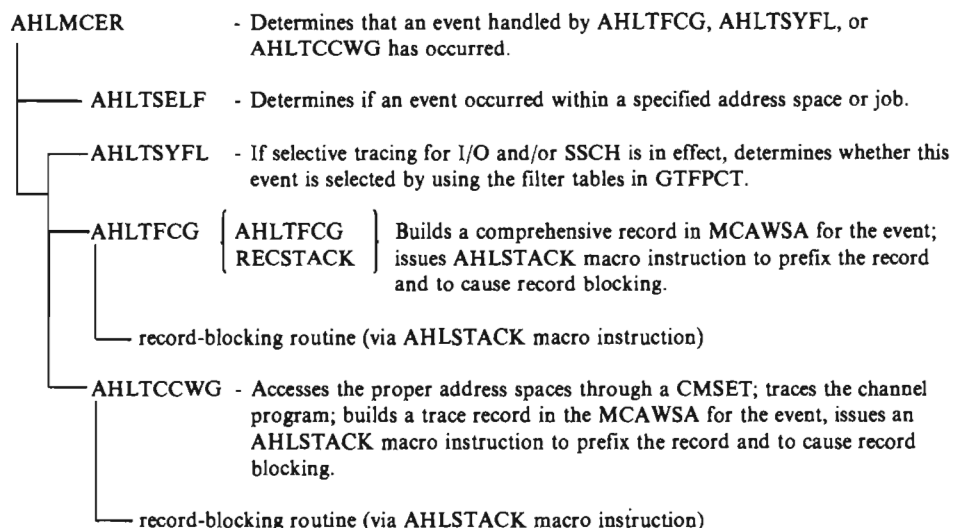 AHLMCER - Determines that an event handled by AHLTFCG, AHLTSYFL, or
AHLTCCWG has occurred.
AHLTSELF - Determines if an event occurred within a specified address space or job.
AHLTSYFL - If selective tracing for I/O and/or SSCH is in effect, determines whether this
event is selected by using the filter tables in GTFPCT.
AHLTFCG AHLTFCG Builds a comprehensive record in MCAWSA for the event;
RECSTACK issues AHLSTACK macro instruction to prefix the record
and to cause record blocking.
record-blocking routine (via AHLSTACK macro instruction)
AHLTCCWG - Accesses the proper address spaces through a CMSET; traces the channel
program; builds a trace record in the MCAWSA for the event, issues an
AHLSTACK macro instruction to prefix the record and to cause record
blocking.
record-blocking routine (via AHLSTACK macro instruction)